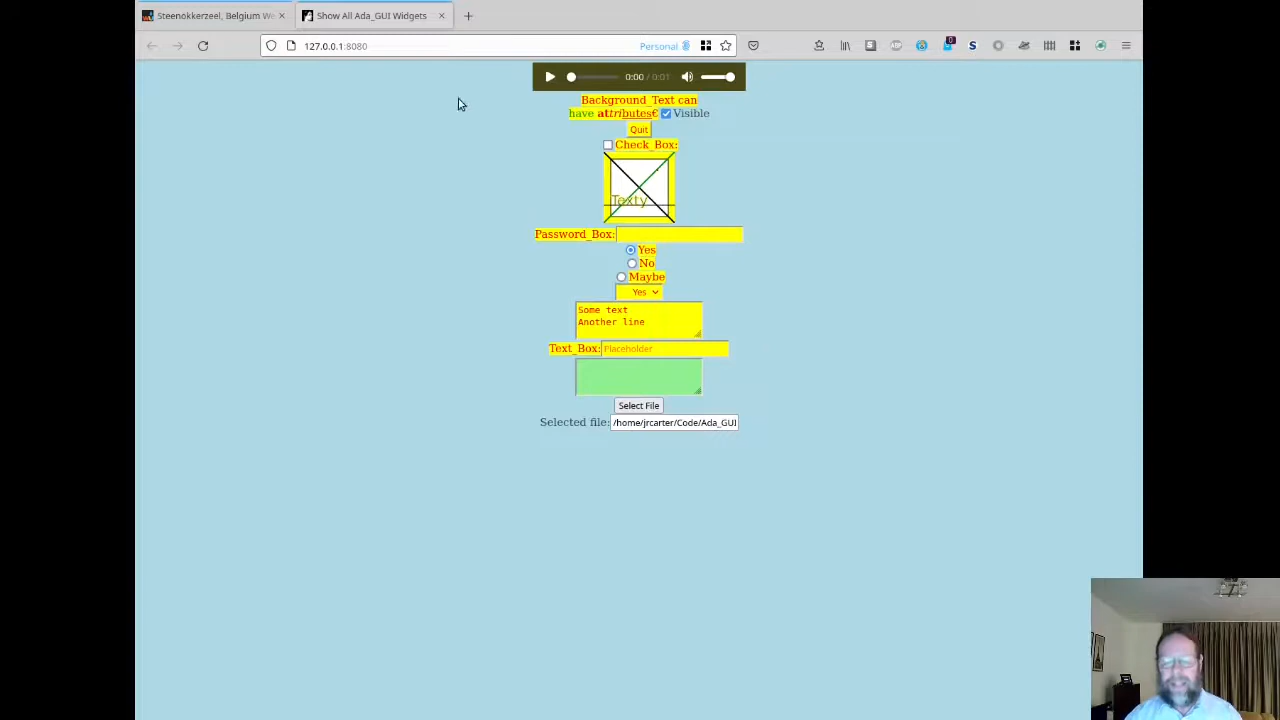 Steenokkerzeel, Belgium We
Show All Ada_GUI Widgets
127.0.0.1:8080
Personal
0
S
0:00 / 0:01
Background_Text can
have attributes€ Visible
Quit
Check_Box:
Texty
Password_Box:
Yes
No
Maybe
Yes
Some text
Another line
Text_Box: Placeholder
Select File
Selected file: /home/jrcarter/Code/Ada_GUI